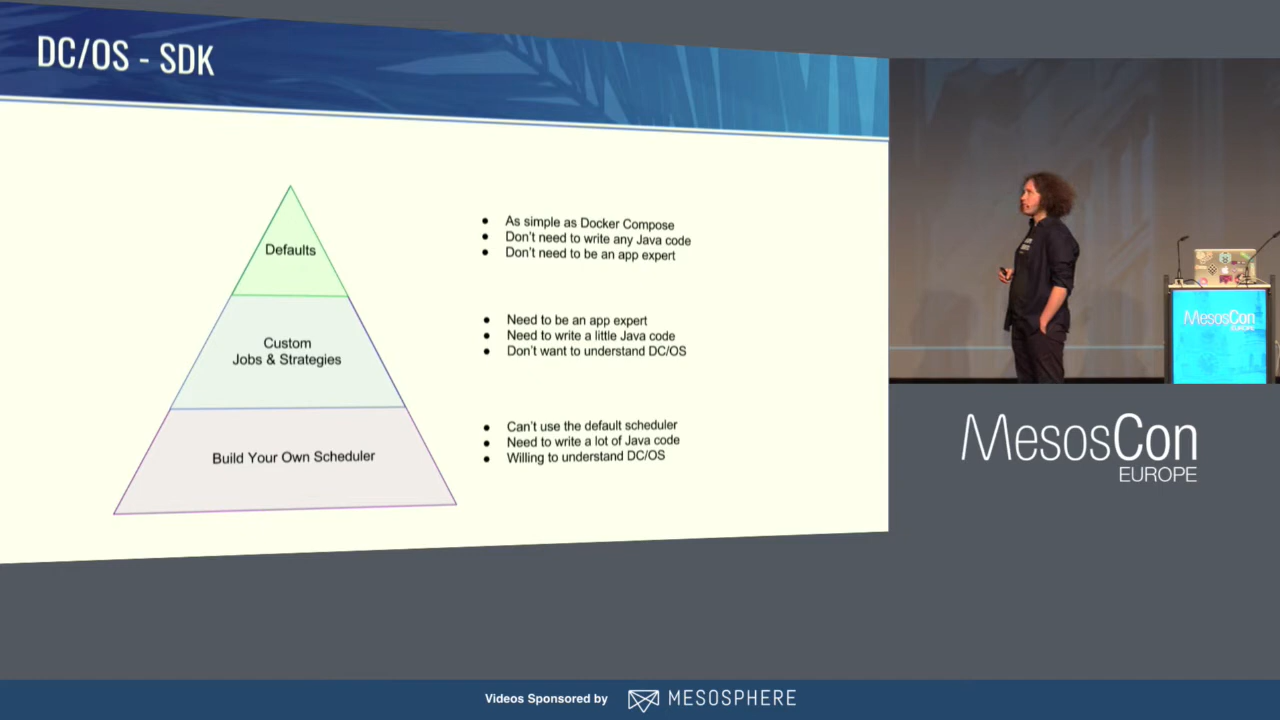 DC/OS - SDK
Defaults
As simple as Docker Compose
Don't need to write any Java code
Don't need to be an app expert
Custom
Jobs & Strategies
Need to be an app expert
Need to write a little Java code
Don't want to understand DC/OS
Build Your Own Scheduler
Can't use the default scheduler
Need to write a lot of Java code
Willing to understand DC/OS
MesosCon
EUROPE
MesosCon
EUROPE
Videos Sponsored by
MESOSPHERE